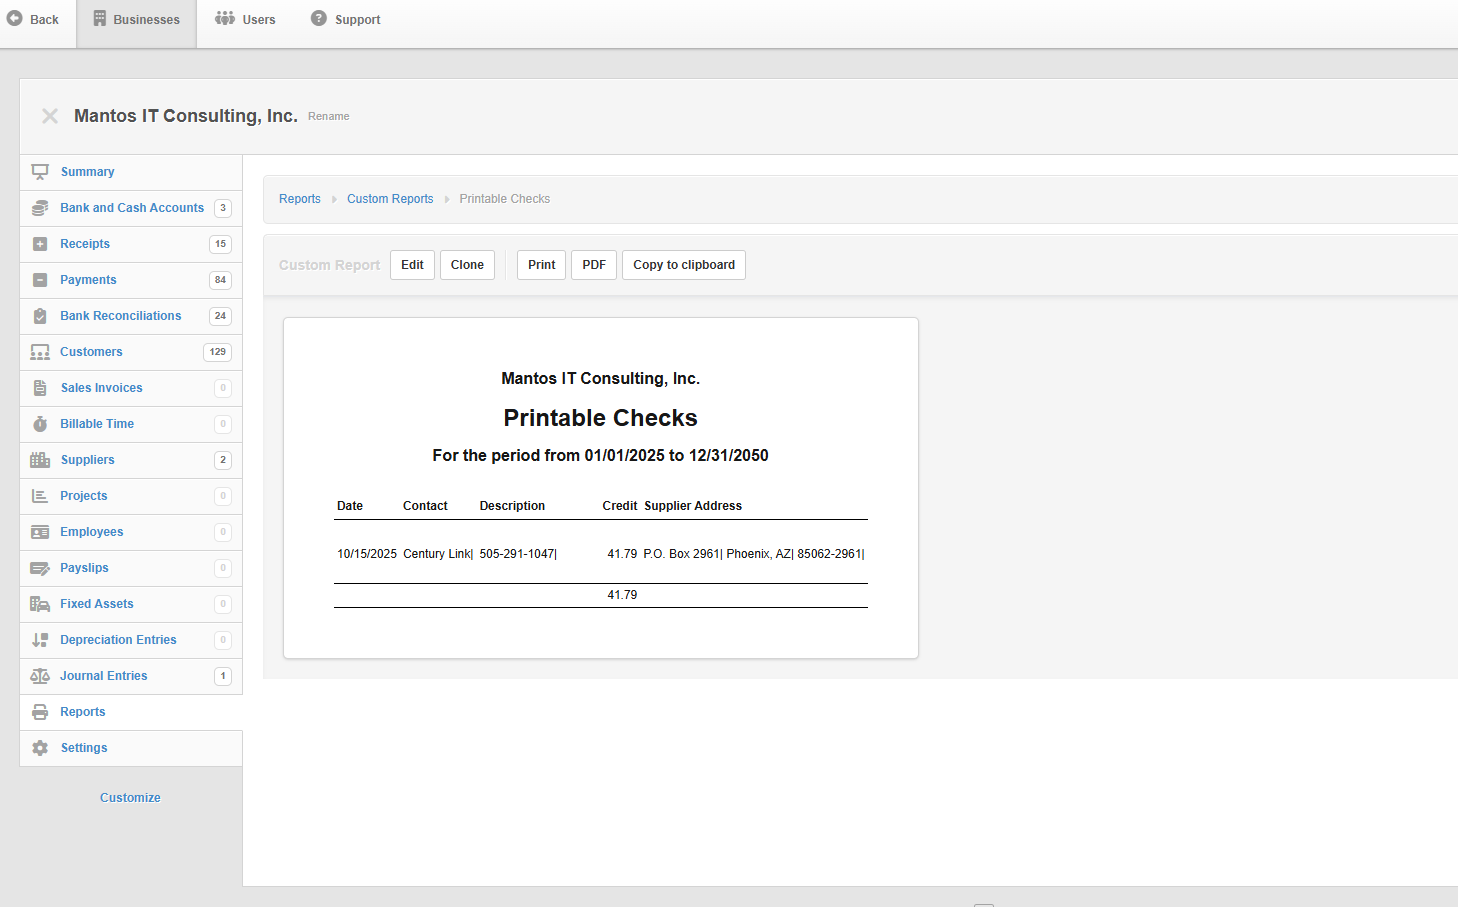 Back Businesses Users Support
Mantos IT Consulting, Inc. Rename
Summary
Bank and Cash Accounts 3
Receipts 15
Payments 84
Bank Reconciliations 24
Customers 129
Sales Invoices 0
Billable Time 0
Suppliers 2
Projects 0
Employees 0
Payslips 0
Fixed Assets 0
Depreciation Entries 0
Journal Entries 1
Reports
Settings
Customize
Reports Custom Reports Printable Checks
Custom Report Edit Clone Print PDF Copy to clipboard
Mantos IT Consulting, Inc.
Printable Checks
For the period from 01/01/2025 to 12/31/2050
Date Contact Description Credit Supplier Address
10/15/2025 Century Link| 505-291-1047| 41.79 P.O. Box 2961| Phoenix, AZ| 85062-2961|
41.79